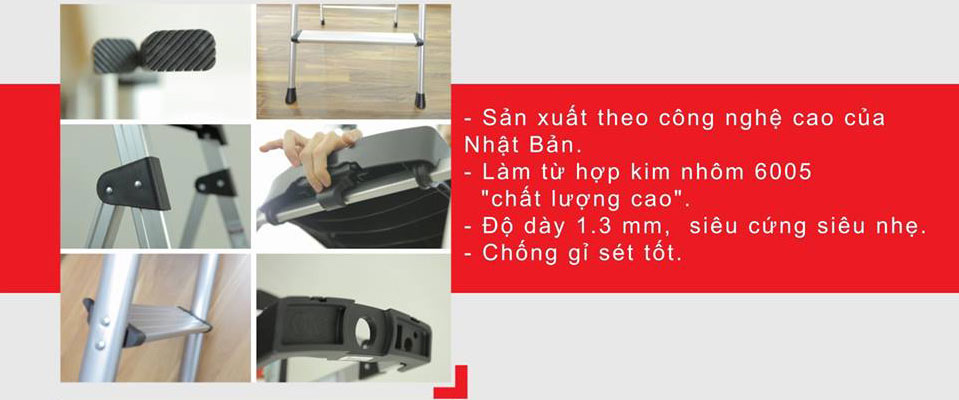 - Sản xuất theo công nghệ cao của
Nhật Bản.
- Làm từ hợp kim nhôm 6005
"chất lượng cao".
- Độ dày 1.3 mm, siêu cứng siêu nhẹ.
- Chống gỉ sét tốt.